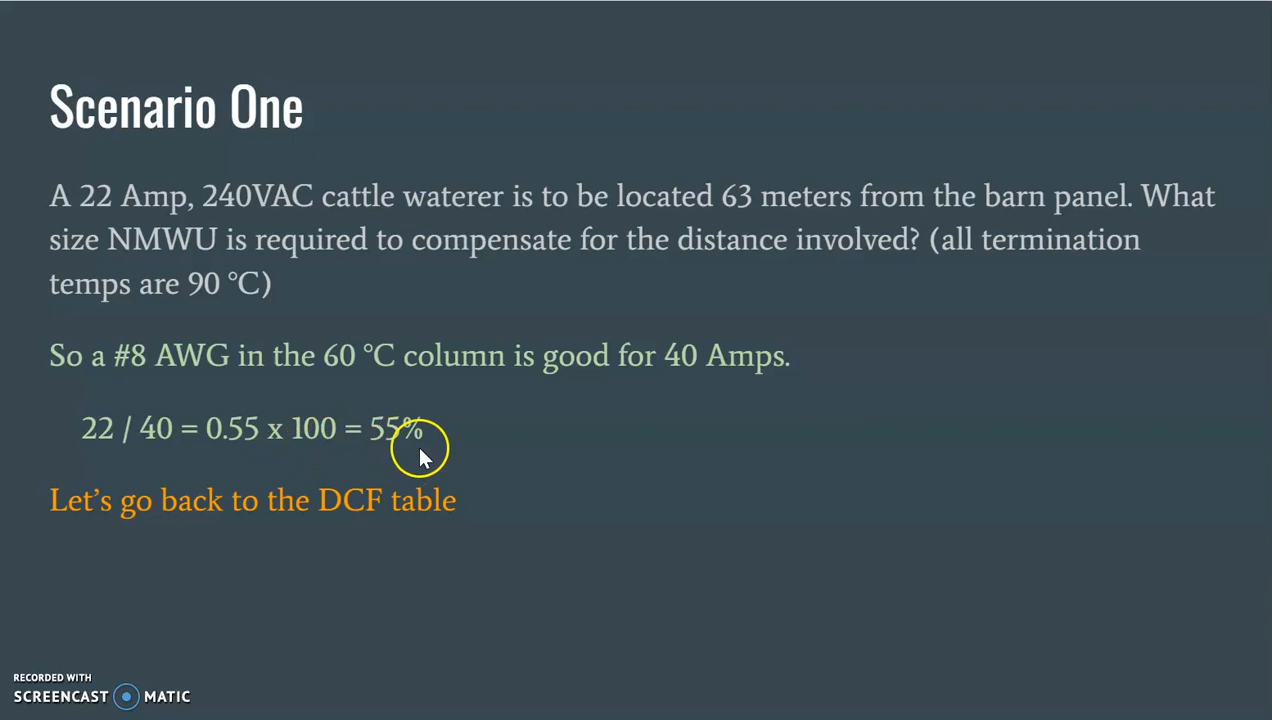 Scenario One
A 22 Amp, 240VAC cattle waterer is to be located 63 meters from the barn panel. What
size NMWU is required to compensate for the distance involved? (all termination
temps are 90 °C)
So a #8 AWG in the 60 °C column is good for 40 Amps.
22 / 40 = 0.55 x 100 = 55%
Let's go back to the DCF table
RECORDED WITH
SCREENCAST MATIC